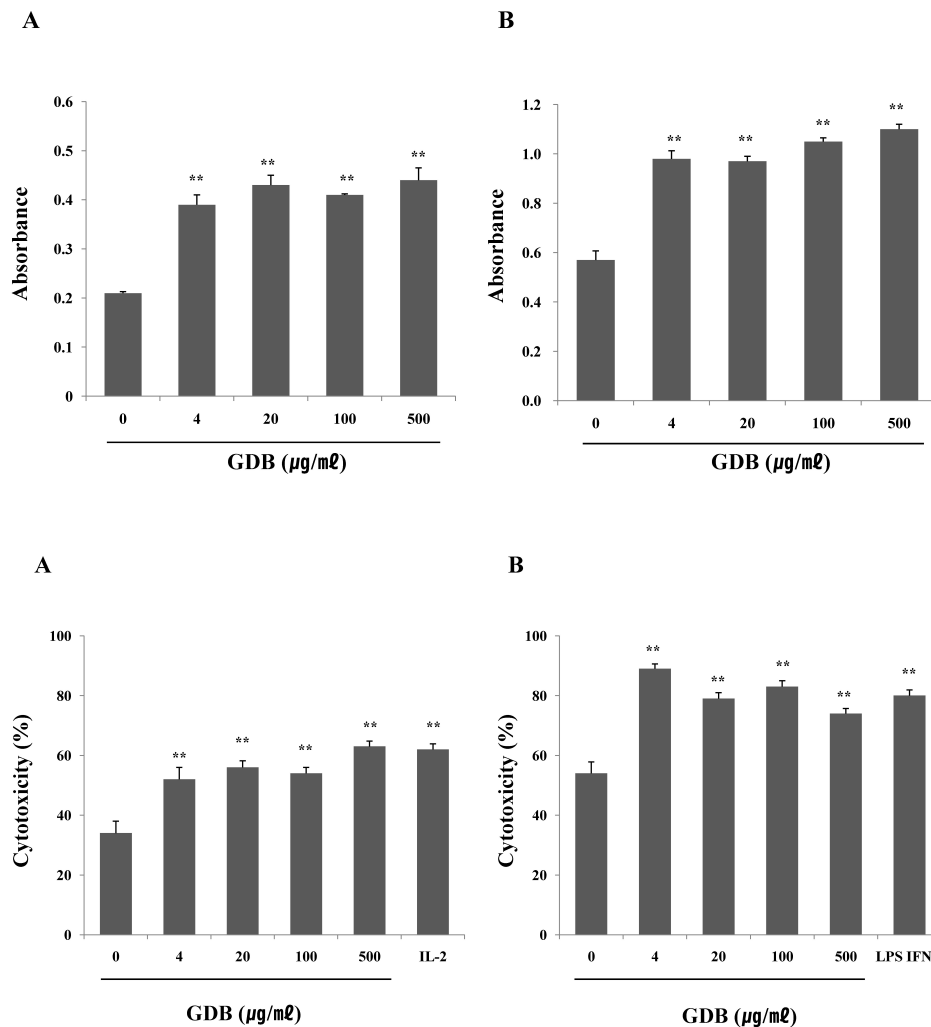 A
B
0.6
0.5
0.4
0.3
0.2
0.1
0
Absorbance
** ** ** **
0 4 20 100 500
GDB (㎍/㎖)
1.2
1.0
0.8
0.6
0.4
0.2
0.0
Absorbance
** ** ** **
0 4 20 100 500
GDB (㎍/㎖)
A
B
100
80
60
40
20
0
Cytotoxicity (%)
** ** ** ** **
0 4 20 100 500 IL-2
GDB (㎍/㎖)
100
80
60
40
20
0
Cytotoxicity (%)
** ** ** ** **
0 4 20 100 500 LPS IFN
GDB (㎍/㎖)